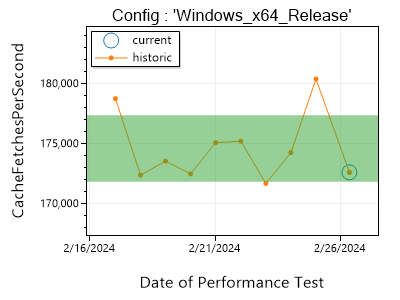 Config : 'Windows_x64_Release'
current
historic
CacheFetchesPerSecond
180,000
175,000
170,000
2/16/2024
2/21/2024
2/26/2024
Date of Performance Test